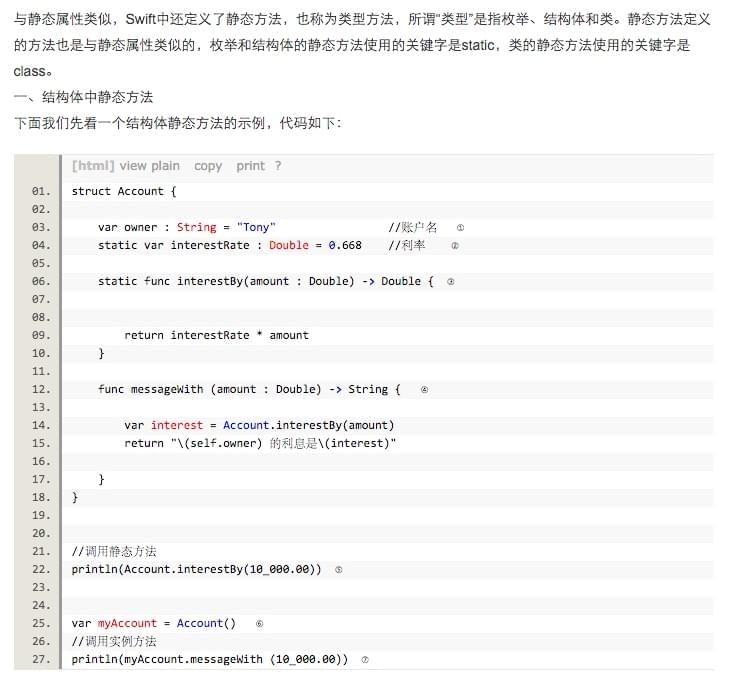 与静态属性类似，Swift中还定义了静态方法，也称为类型方法，所谓“类型”是指枚举、结构体和类。静态方法定义
的方法也是与静态属性类似的，枚举和结构体的静态方法使用的关键字是static，类的静态方法使用的关键字是
class。
一、结构体中静态方法
下面我们先看一个结构体静态方法的示例，代码如下：
[html] view plain copy print ?
01. struct Account {
02.
03. var owner : String = "Tony" //账户名 ①
04. static var interestRate : Double = 0.668 //利率 ②
05.
06. static func interestBy(amount : Double) -> Double { ③
07.
08.
09. return interestRate * amount
10. }
11.
12. func messageWith (amount : Double) -> String { ④
13.
14. var interest = Account.interestBy(amount)
15. return "\(self.owner) 的利息是\(interest)"
16.
17. }
18. }
19.
20.
21. //调用静态方法
22. println(Account.interestBy(10_000.00)) ⑤
23.
24.
25. var myAccount = Account() ⑥
26. //调用实例方法
27. println(myAccount.messageWith (10_000.00)) ⑦